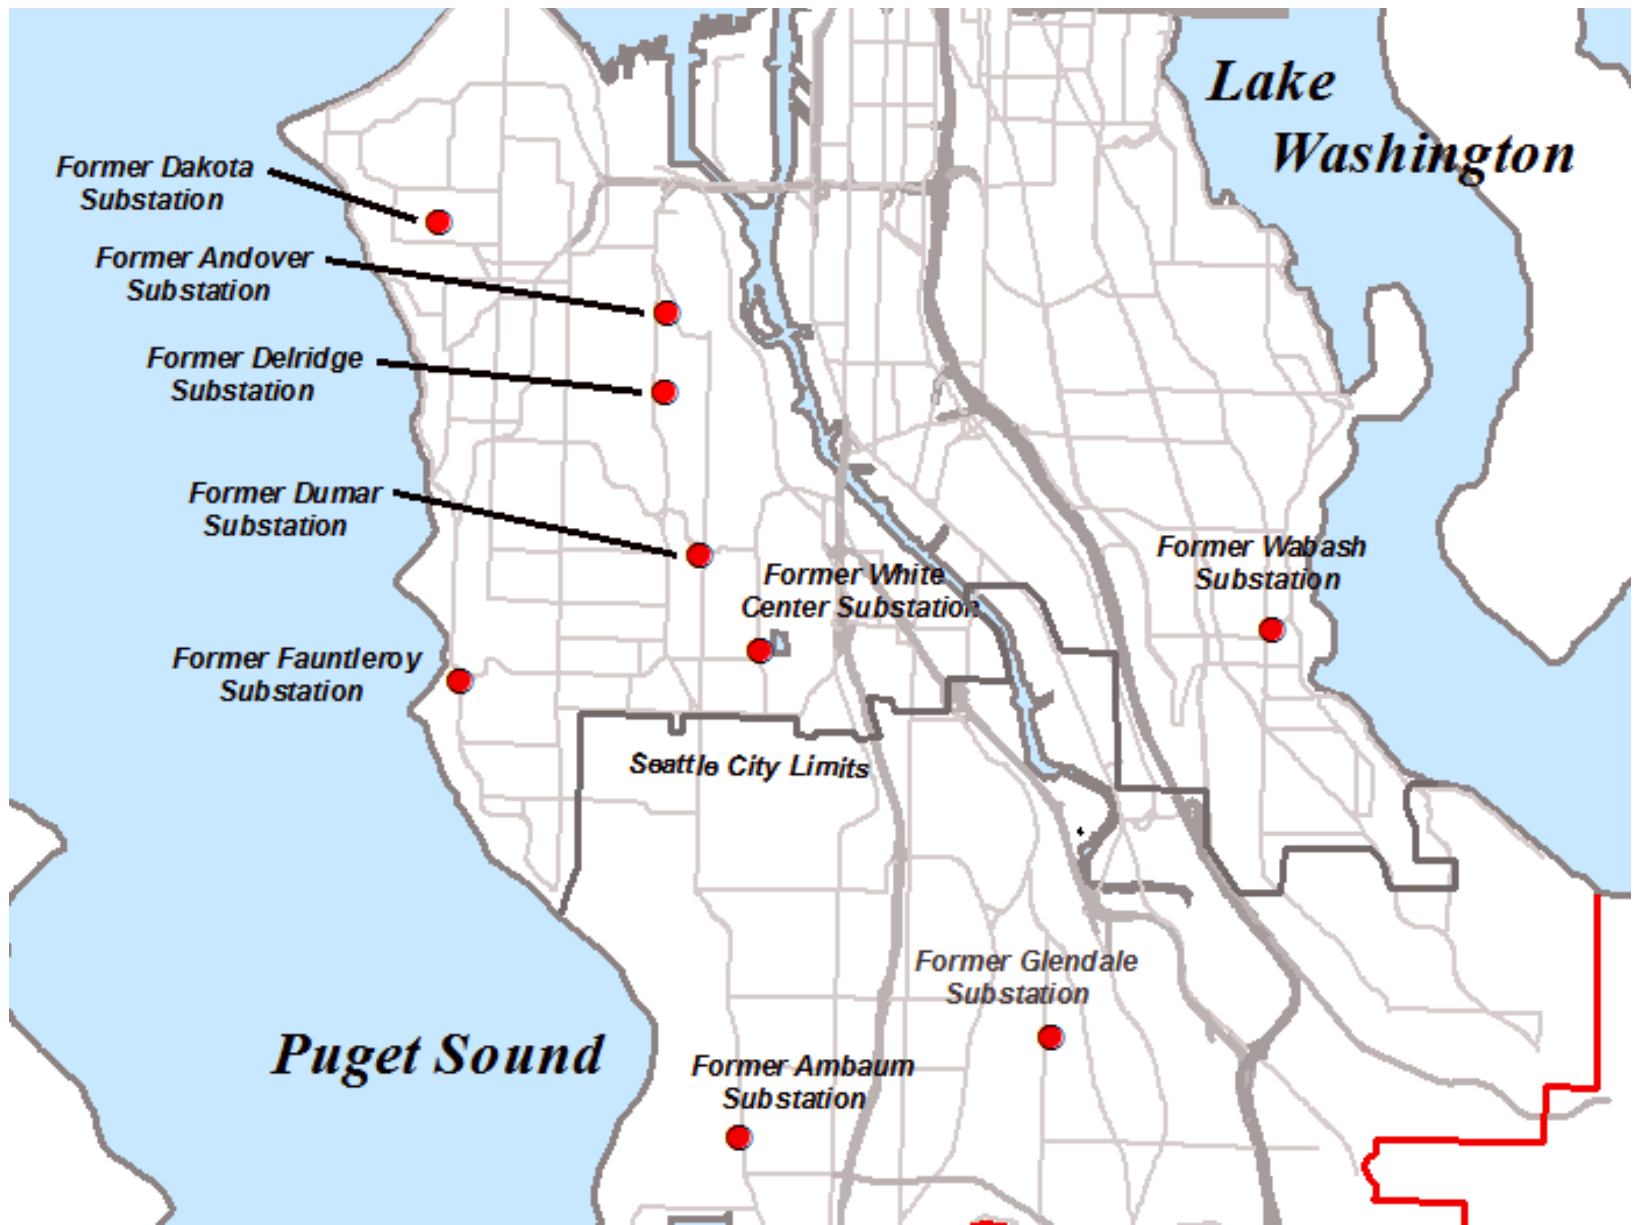 Lake
Washington
Former Dakota
Substation
Former Andover
Substation
Former Delridge
Substation
Former Dumar
Substation
Former Wabash
Substation
Former White
Center Substation
Former Fauntleroy
Substation
Seattle City Limits
Former Glendale
Substation
Puget Sound
Former Ambaum
Substation